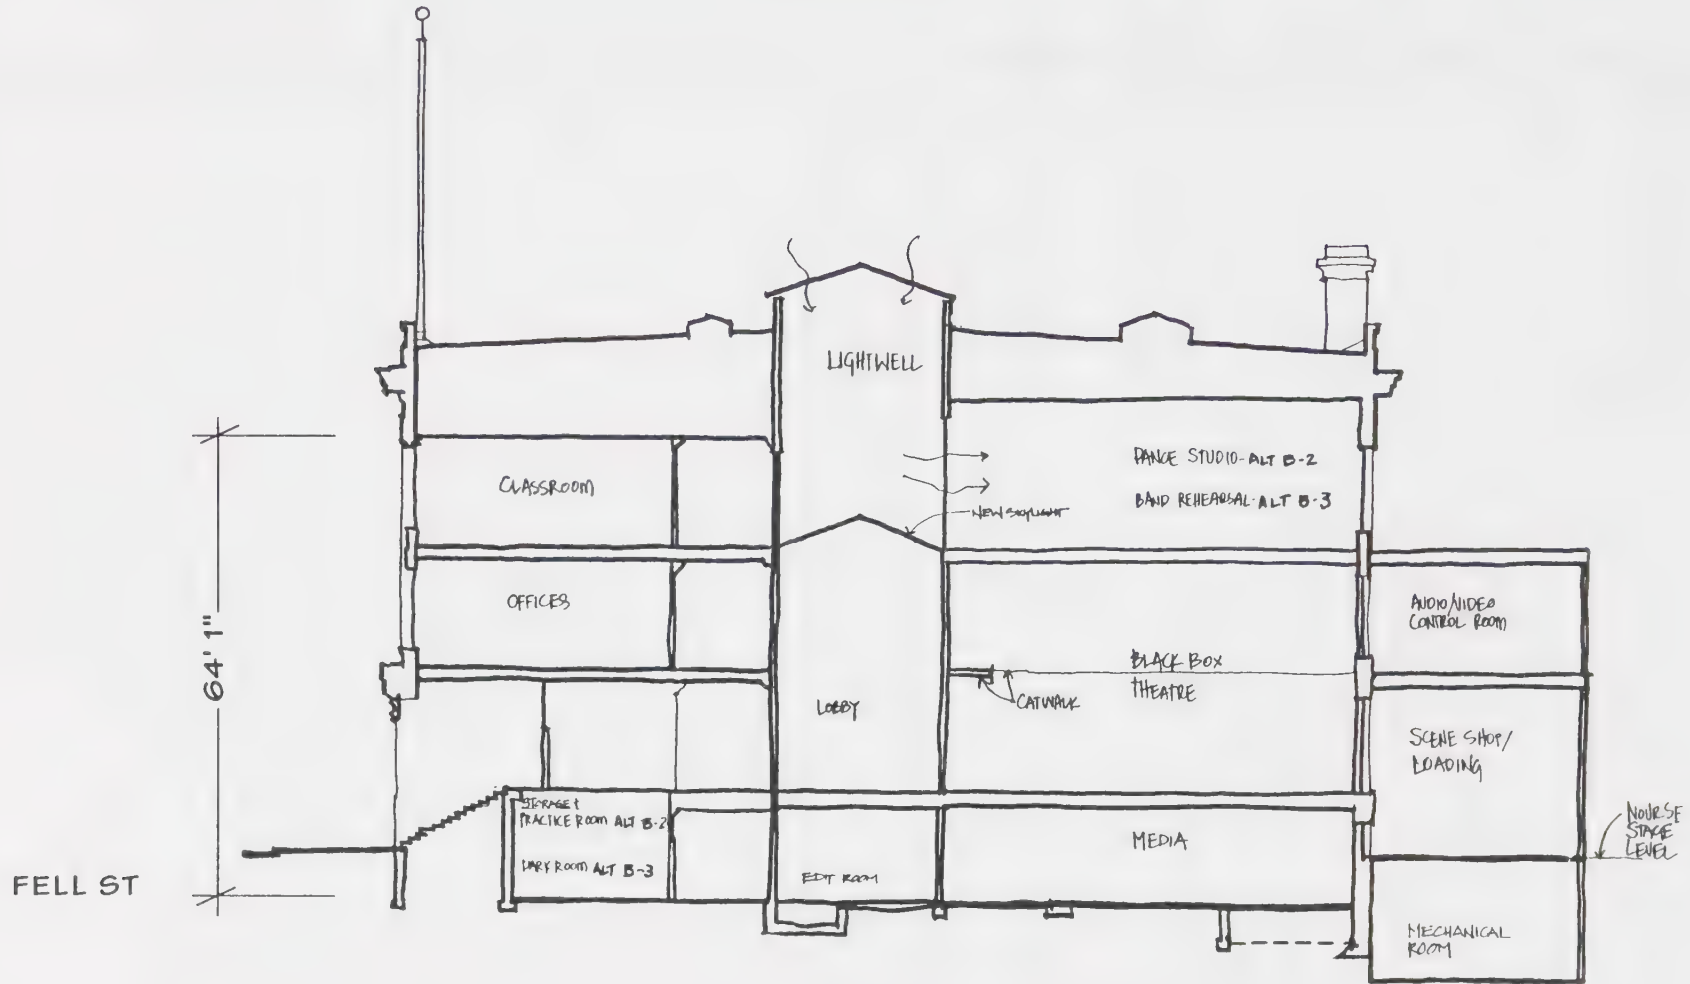 LIGHTWELL
DANCE STUDIO-ALT B-2
BAND REHEARSAL-ALT B-3
CLASSROOM
NEW SKYLIGHT
OFFICES
AUDIO/VIDEO
CONTROL ROOM
64' 1"
BLACK BOX
THEATRE
CATWALK
LOBBY
SCENE SHOP/
LOADING
STORAGE &
PRACTICE ROOM ALT B-2
DARK ROOM ALT B-3
MEDIA
NOURSE
STAGE
LEVEL
EDIT ROOM
FELL ST
MECHANICAL
ROOM